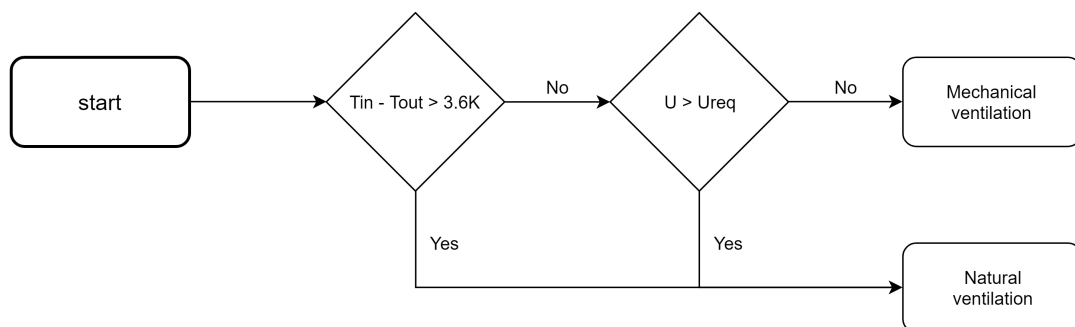 start
Tin - Tout > 3.6K
No
U > Ureq
No
Mechanical
ventilation
Yes
Yes
Natural
ventilation